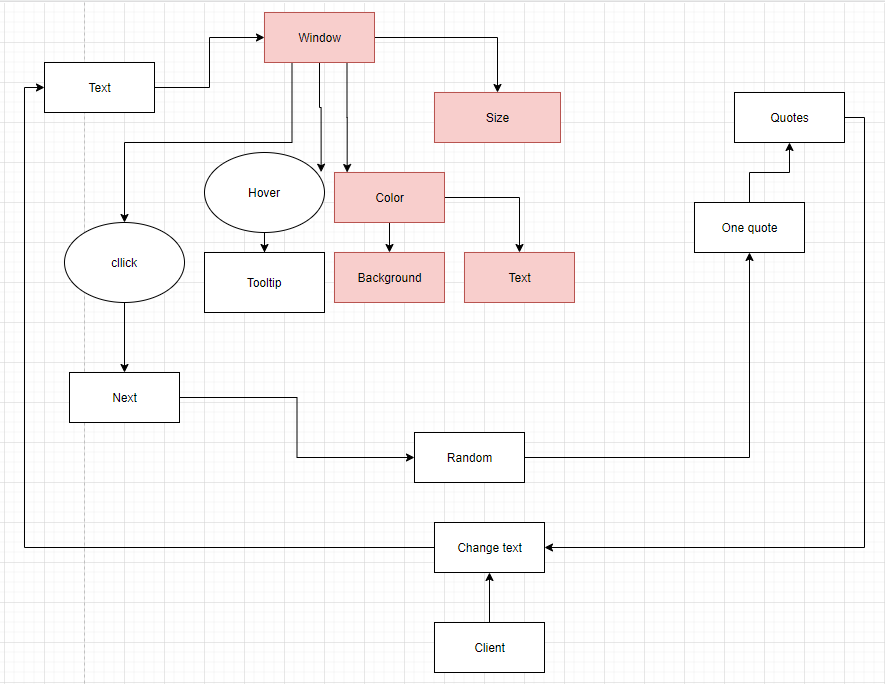 Window
Text
Size
Quotes
Hover
Color
One quote
cllick
Tooltip
Background
Text
Next
Random
Change text
Client